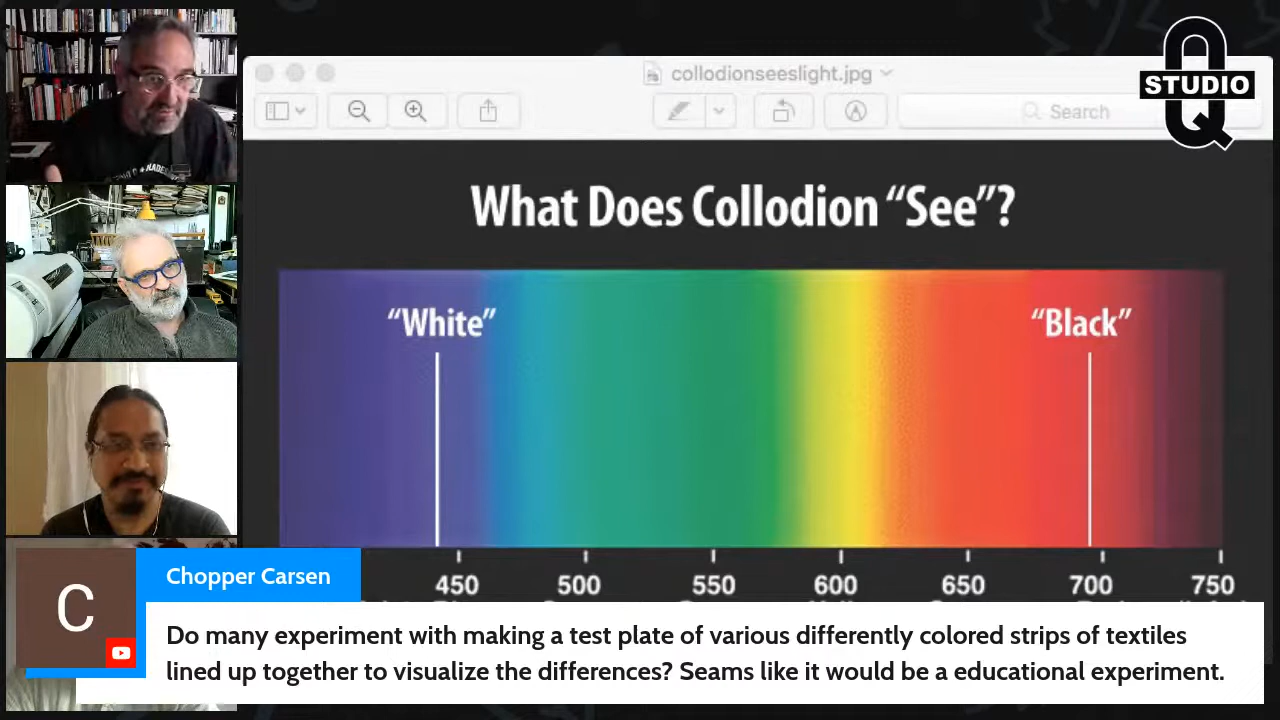 collodionseeslight.jpg
Search
STUDIO
Q
What Does Collodion “See”?
“White”
“Black”
450 500 550 600 650 700 750
C
Chopper Carsen
Do many experiment with making a test plate of various differently colored strips of textiles
lined up together to visualize the differences? Seams like it would be a educational experiment.